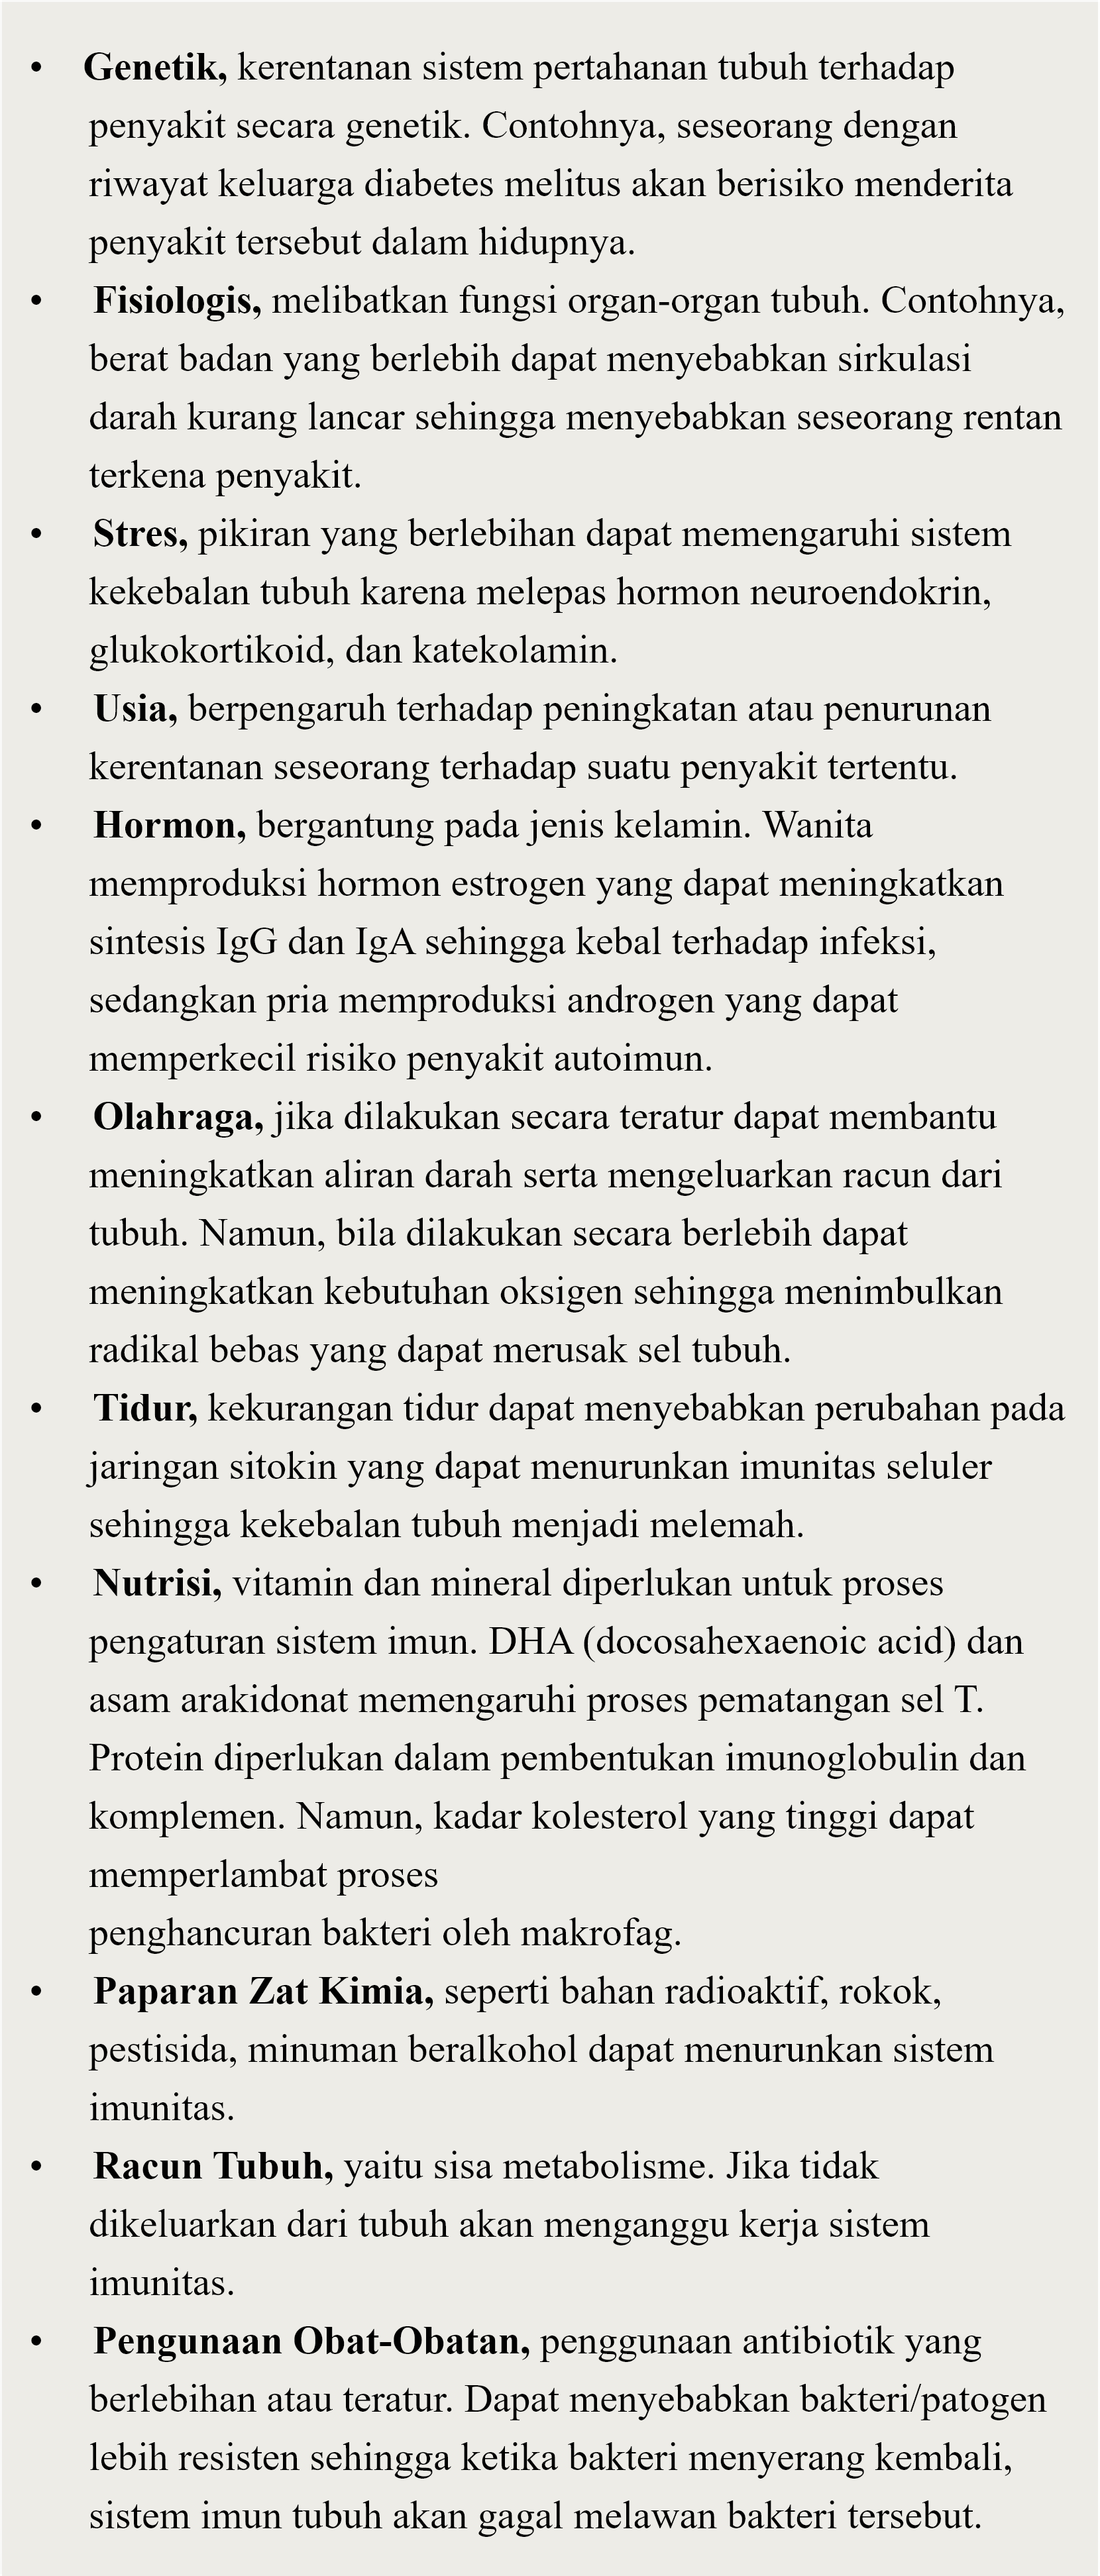 • Genetik, kerentanan sistem pertahanan tubuh terhadap
penyakit secara genetik. Contohnya, seseorang dengan
riwayat keluarga diabetes melitus akan berisiko menderita
penyakit tersebut dalam hidupnya.
• Fisiologis, melibatkan fungsi organ-organ tubuh. Contohnya,
berat badan yang berlebih dapat menyebabkan sirkulasi
darah kurang lancar sehingga menyebabkan seseorang rentan
terkena penyakit.
• Stres, pikiran yang berlebihan dapat memengaruhi sistem
kekebalan tubuh karena melepas hormon neuroendokrin,
glukokortikoid, dan katekolamin.
• Usia, berpengaruh terhadap peningkatan atau penurunan
kerentanan seseorang terhadap suatu penyakit tertentu.
• Hormon, bergantung pada jenis kelamin. Wanita
memproduksi hormon estrogen yang dapat meningkatkan
sintesis IgG dan IgA sehingga kebal terhadap infeksi,
sedangkan pria memproduksi androgen yang dapat
memperkecil risiko penyakit autoimun.
• Olahraga, jika dilakukan secara teratur dapat membantu
meningkatkan aliran darah serta mengeluarkan racun dari
tubuh. Namun, bila dilakukan secara berlebih dapat
meningkatkan kebutuhan oksigen sehingga menimbulkan
radikal bebas yang dapat merusak sel tubuh.
• Tidur, kekurangan tidur dapat menyebabkan perubahan pada
jaringan sitokin yang dapat menurunkan imunitas seluler
sehingga kekebalan tubuh menjadi melemah.
• Nutrisi, vitamin dan mineral diperlukan untuk proses
pengaturan sistem imun. DHA (docosahexaenoic acid) dan
asam arakidonat memengaruhi proses pematangan sel T.
Protein diperlukan dalam pembentukan imunoglobulin dan
komplemen. Namun, kadar kolesterol yang tinggi dapat
memperlambat proses
penghancuran bakteri oleh makrofag.
• Paparan Zat Kimia, seperti bahan radioaktif, rokok,
pestisida, minuman beralkohol dapat menurunkan sistem
imunitas.
• Racun Tubuh, yaitu sisa metabolisme. Jika tidak
dikeluarkan dari tubuh akan menganggu kerja sistem
imunitas.
• Pengunaan Obat-Obatan, penggunaan antibiotik yang
berlebihan atau teratur. Dapat menyebabkan bakteri/patogen
lebih resisten sehingga ketika bakteri menyerang kembali,
sistem imun tubuh akan gagal melawan bakteri tersebut.